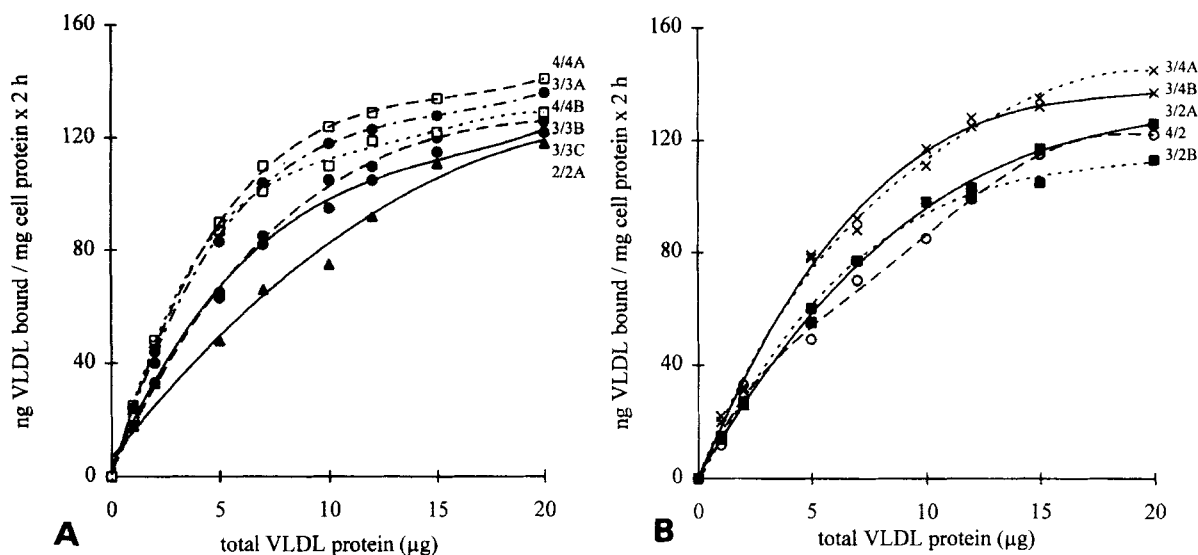 160
120
80
40
0
0
5
10
15
20
ng VLDL bound / mg cell protein x 2 h
total VLDL protein (µg)
4/4A
3/3A
4/4B
3/3B
3/3C
2/2A
A
160
120
80
40
0
0
5
10
15
20
ng VLDL bound / mg cell protein x 2 h
total VLDL protein (µg)
3/4A
3/4B
3/2A
4/2
3/2B
B